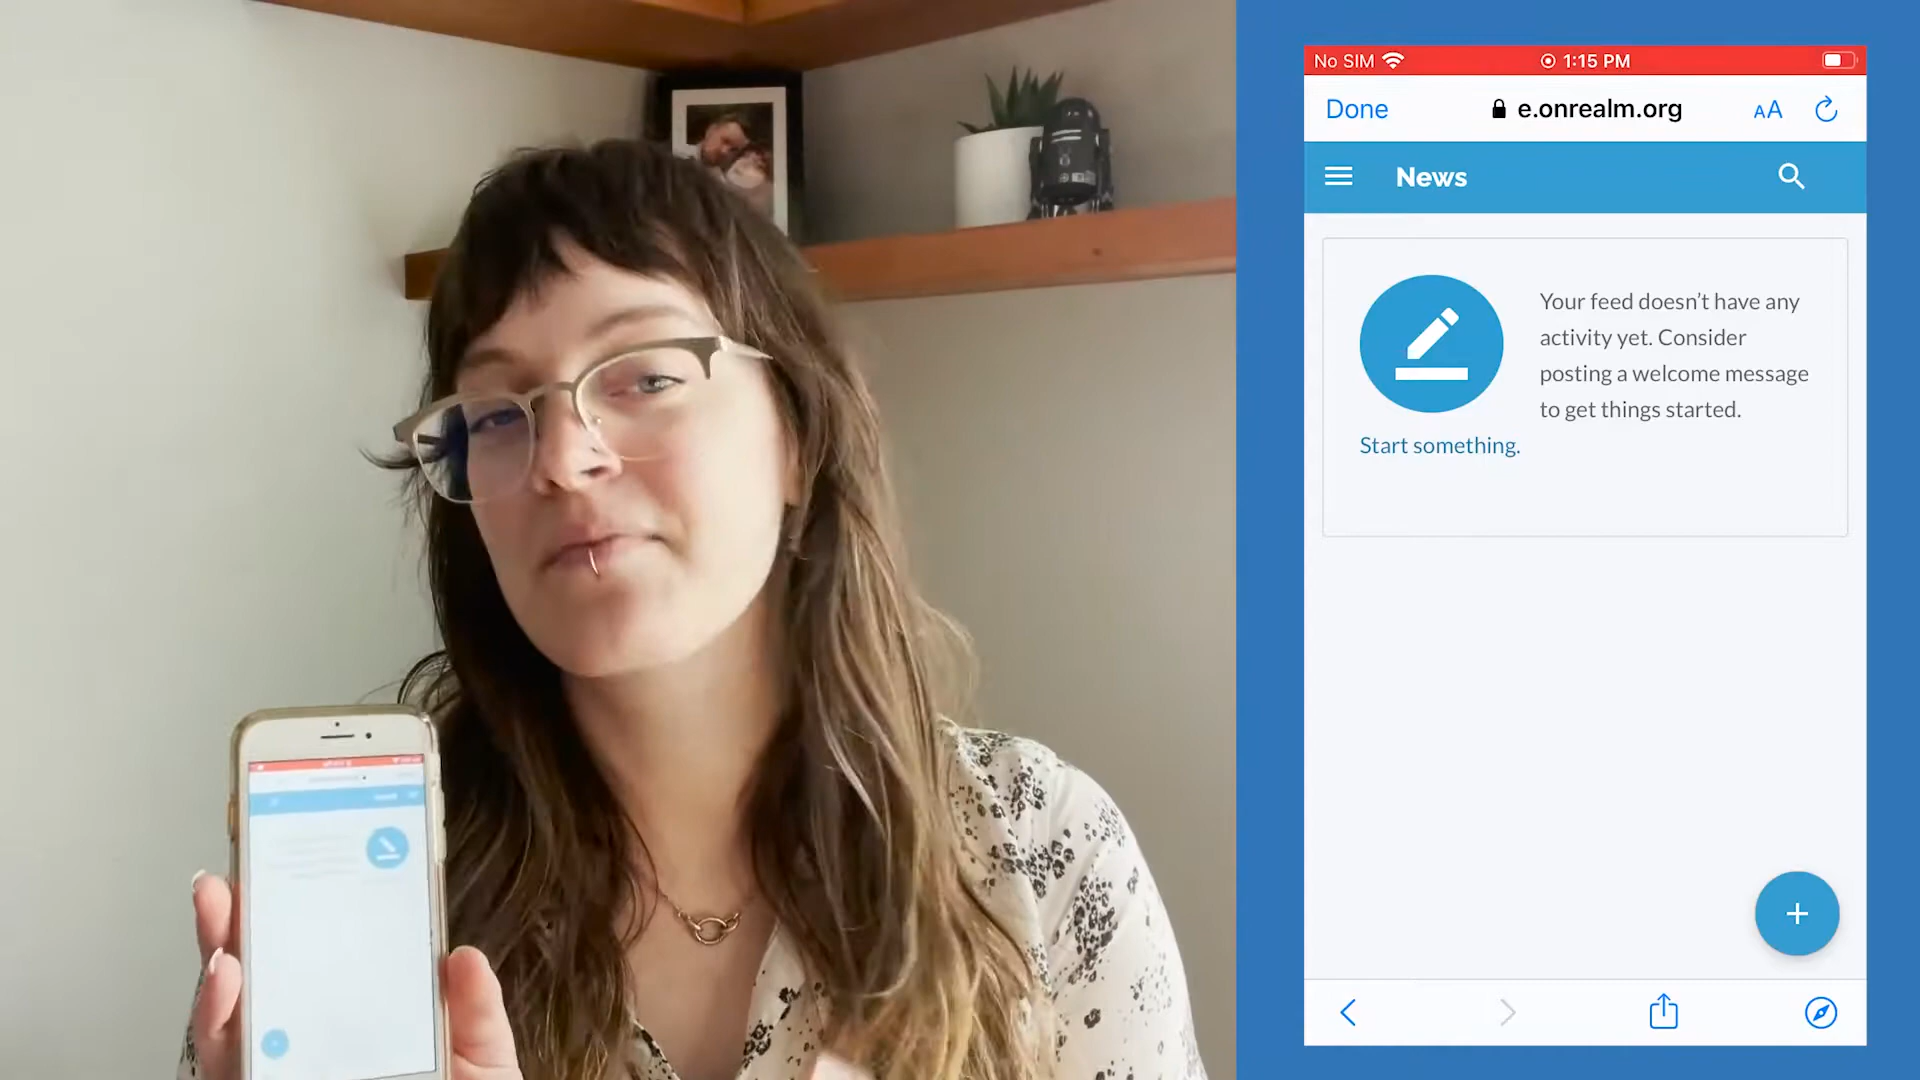 No SIM
1:15 PM
Done
e.onrealm.org
AA
News
Your feed doesn't have any
activity yet. Consider
posting a welcome message
to get things started.
Start something.